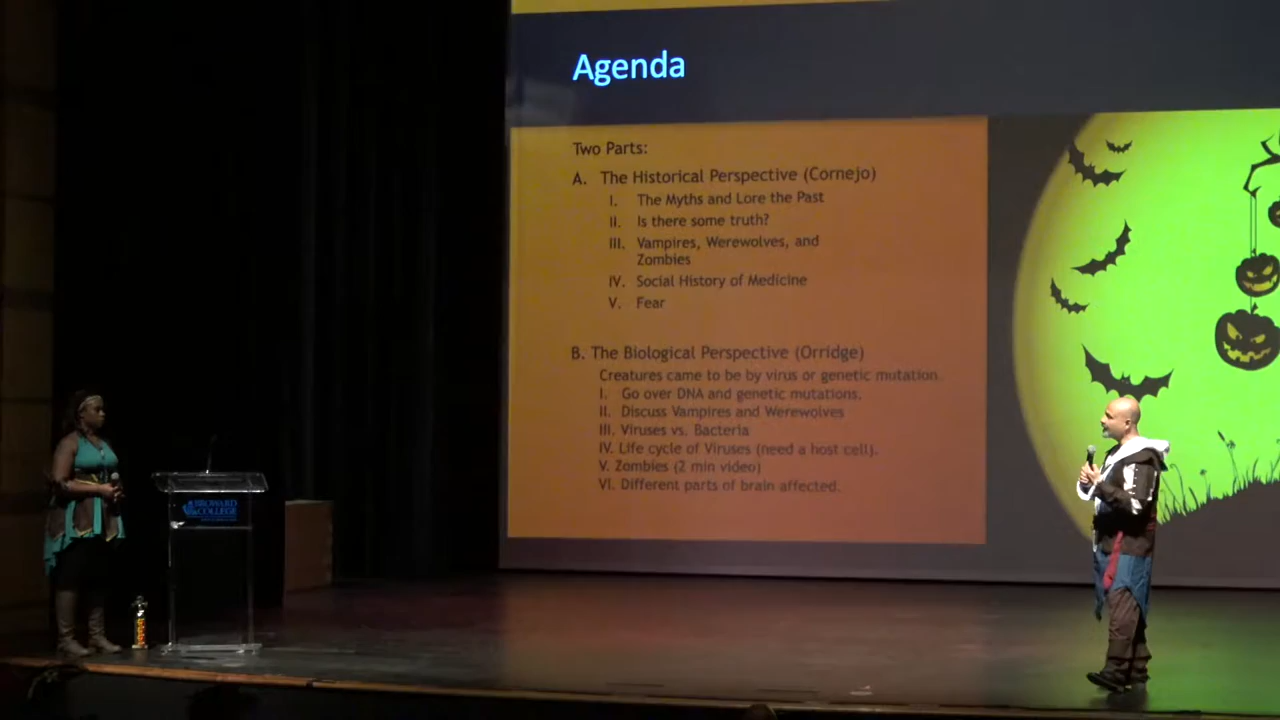 Agenda
Two Parts:
A. The Historical Perspective (Cornejo)
I. The Myths and Lore the Past
II. Is there some truth?
III. Vampires, Werewolves, and
Zombies
IV. Social History of Medicine
V. Fear
B. The Biological Perspective (Orridge)
Creatures came to be by virus or genetic mutation
I. Go over DNA and genetic mutations.
II. Discuss Vampires and Werewolves
III. Viruses vs. Bacteria
IV. Life cycle of Viruses (need a host cell).
V. Zombies (2 min video)
VI. Different parts of brain affected.
BROWARD
COLLEGE